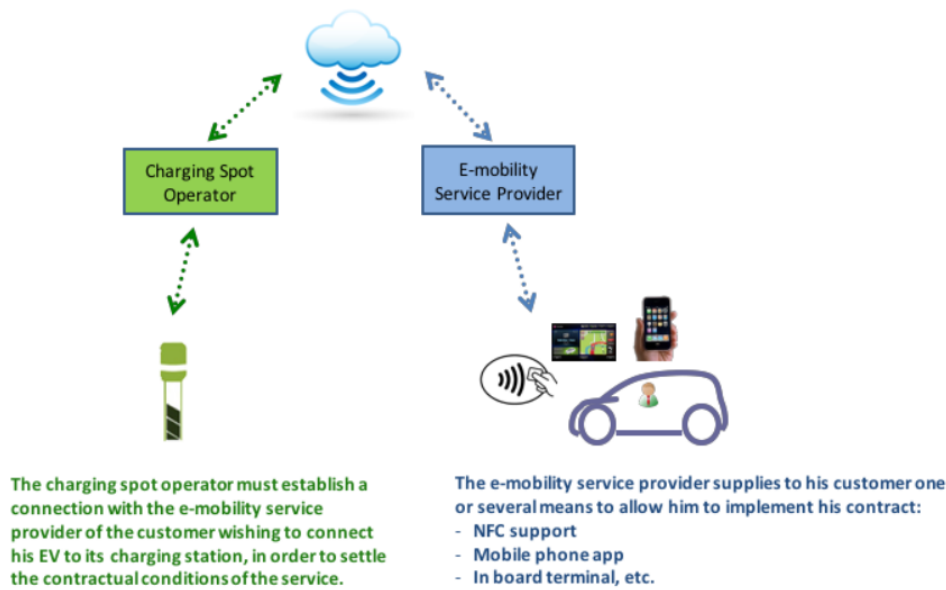 Charging Spot
Operator
E-mobility
Service Provider
The charging spot operator must establish a
connection with the e-mobility service
provider of the customer wishing to connect
his EV to its charging station, in order to settle
the contractual conditions of the service.
The e-mobility service provider supplies to his customer one
or several means to allow him to implement his contract:
- NFC support
- Mobile phone app
- In board terminal, etc.